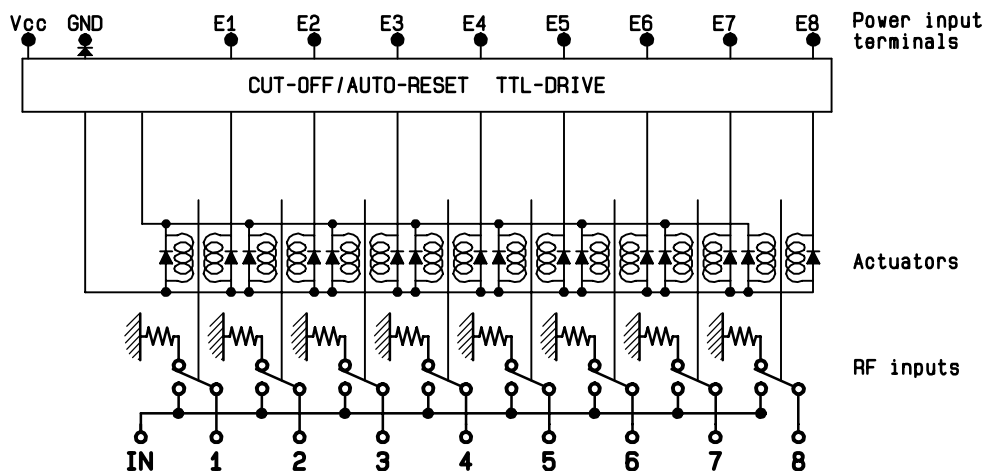 Vcc GND E1 E2 E3 E4 E5 E6 E7 E8 Power input
terminals
CUT-OFF/AUTO-RESET TTL-DRIVE
Actuators
RF inputs
IN 1 2 3 4 5 6 7 8